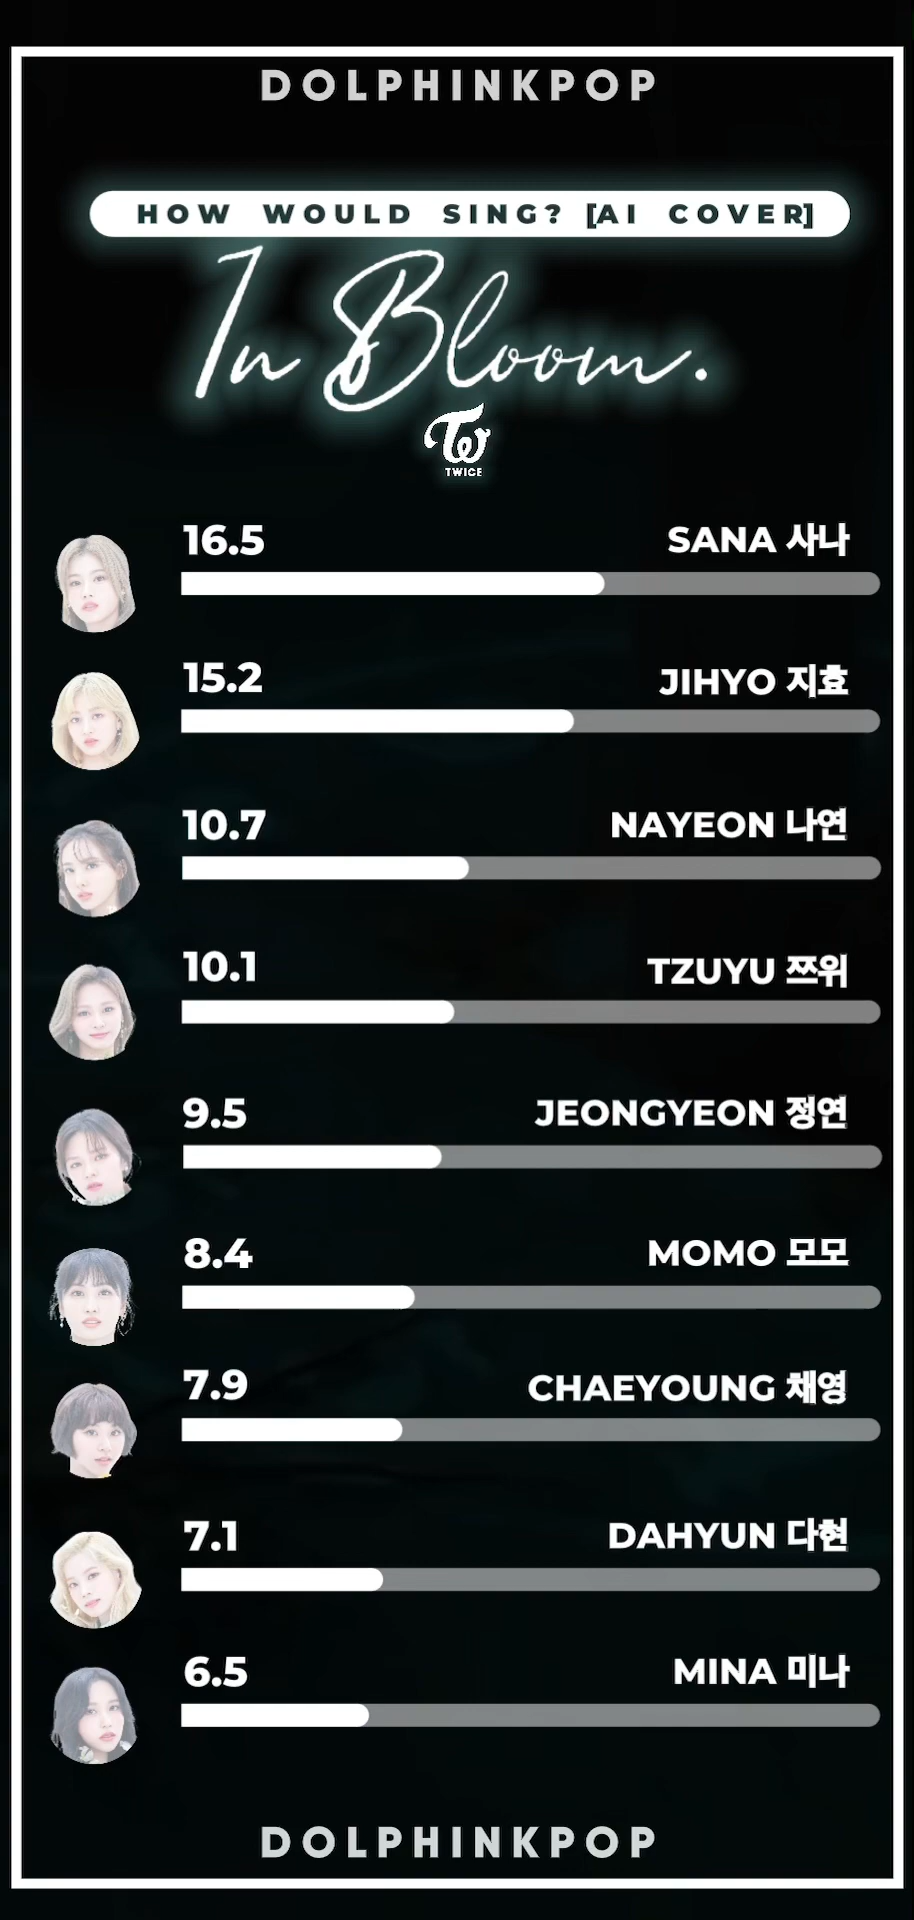 DOLPHINKPOP
HOW WOULD SING? [AI COVER]
In Bloom.
TWICE
16.5 SANA 사나
15.2 JIHYO 지효
10.7 NAYEON 나연
10.1 TZUYU 쯔위
9.5 JEONGYEON 정연
8.4 MOMO 모모
7.9 CHAEYOUNG 채영
7.1 DAHYUN 다현
6.5 MINA 미나
DOLPHINKPOP